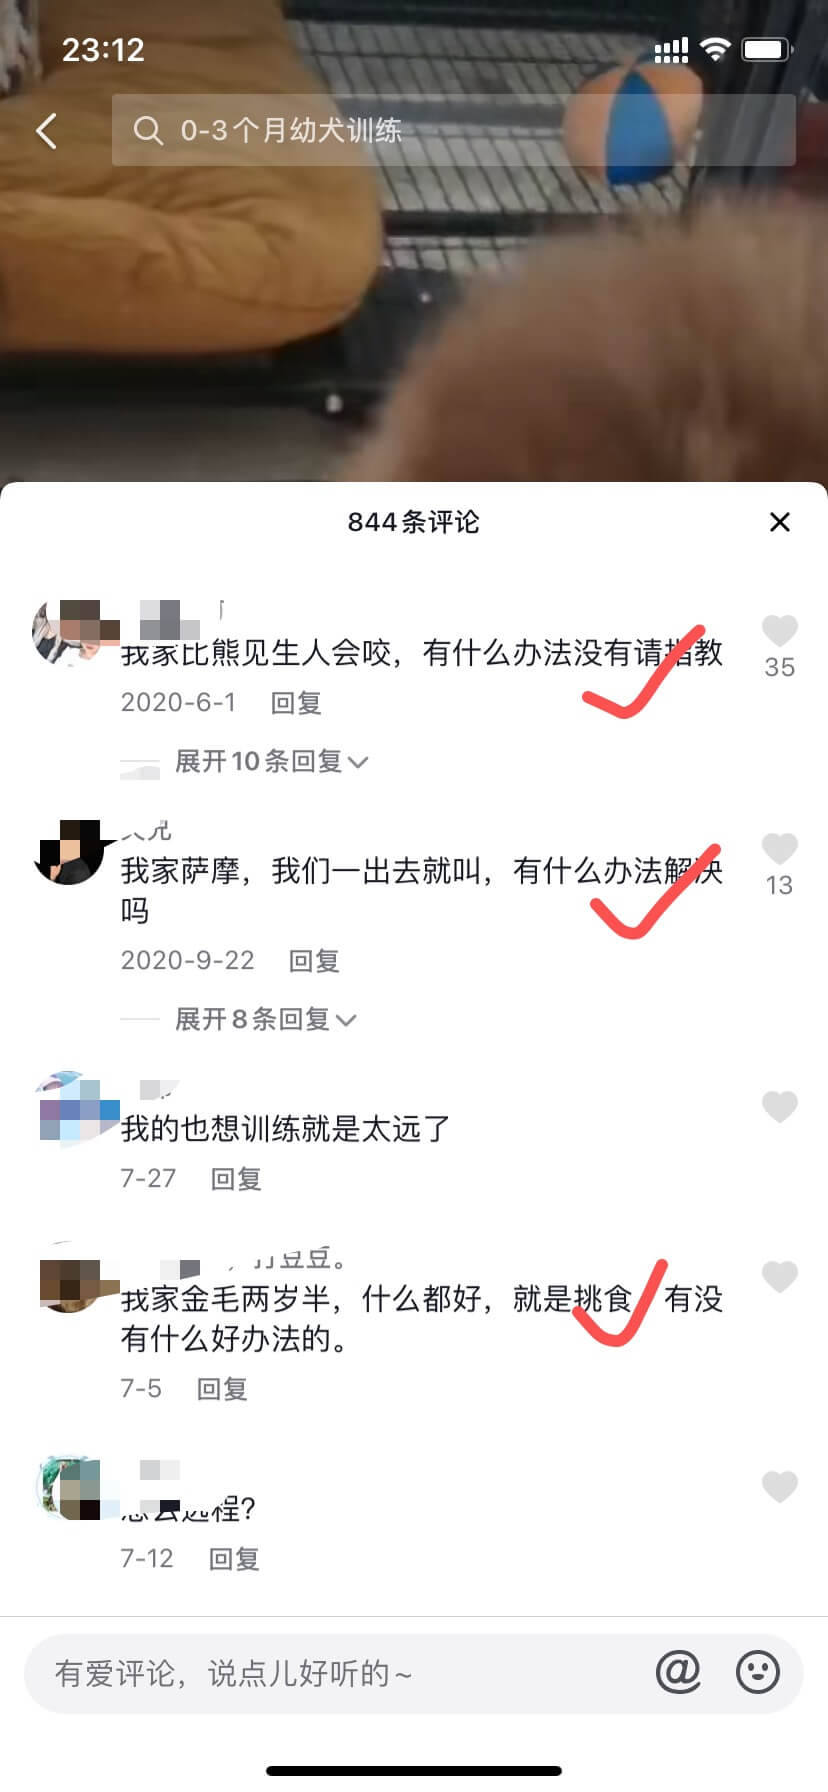 23:12
0-3个月幼犬训练
844条评论
我家比熊见生人会咬，有什么办法没有请指教
35
2020-6-1 回复
展开10条回复
我家萨摩，我们一出去就叫，有什么办法解决
13
吗
2020-9-22 回复
展开8条回复
我的也想训练就是太远了
7-27 回复
豆豆。
我家金毛两岁半，什么都好，就是挑食 有没
有什么好办法的。
7-5 回复
远程？
7-12 回复
有爱评论，说点儿好听的~
@